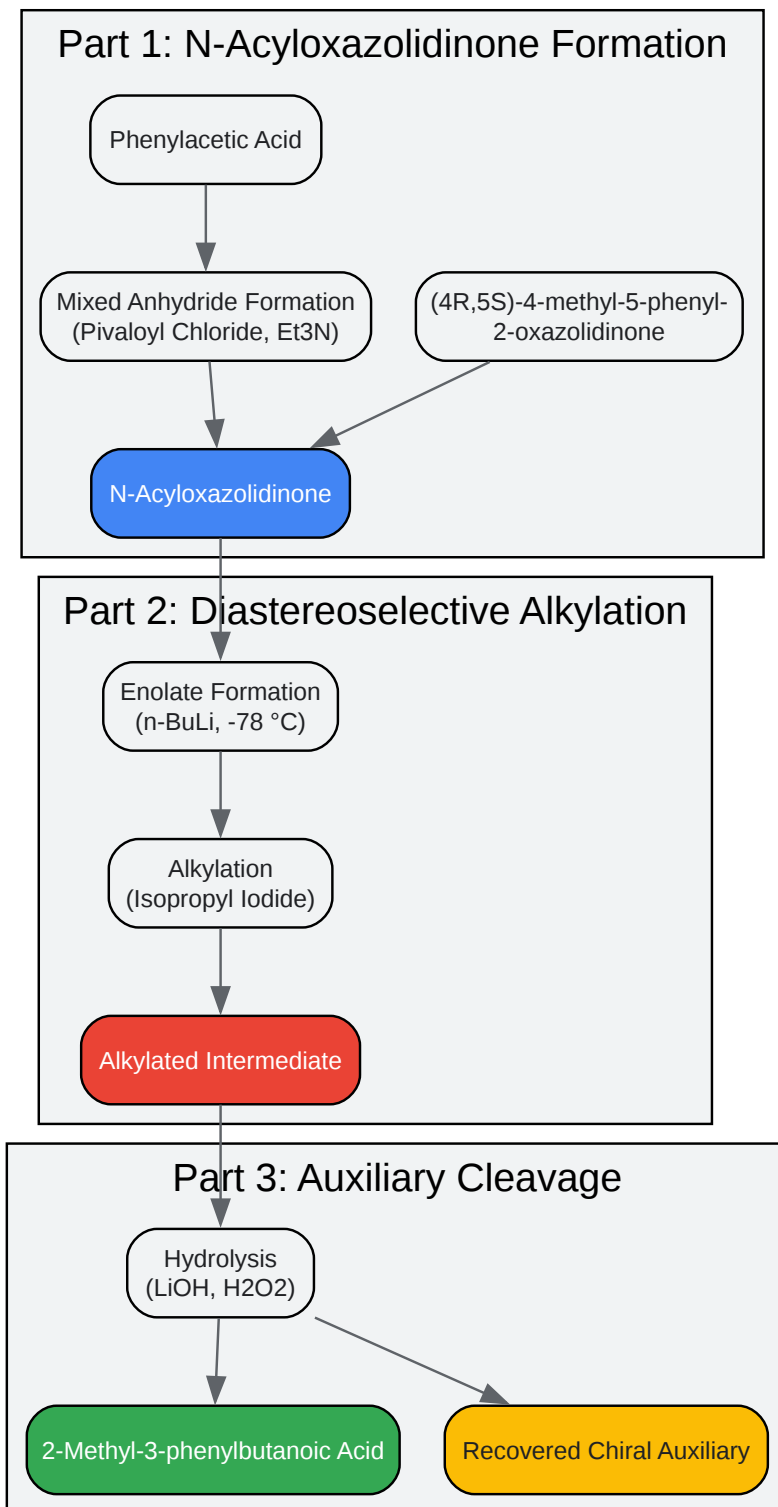 Part 1: N-Acyloxazolidinone Formation
Phenylacetic Acid
Mixed Anhydride Formation
(Pivaloyl Chloride, Et3N)
(4R,5S)-4-methyl-5-phenyl-
2-oxazolidinone
N-Acyloxazolidinone
Part 2: Diastereoselective Alkylation
Enolate Formation
(n-BuLi, -78 °C)
Alkylation
(Isopropyl Iodide)
Alkylated Intermediate
Part 3: Auxiliary Cleavage
Hydrolysis
(LiOH, H2O2)
2-Methyl-3-phenylbutanoic Acid
Recovered Chiral Auxiliary